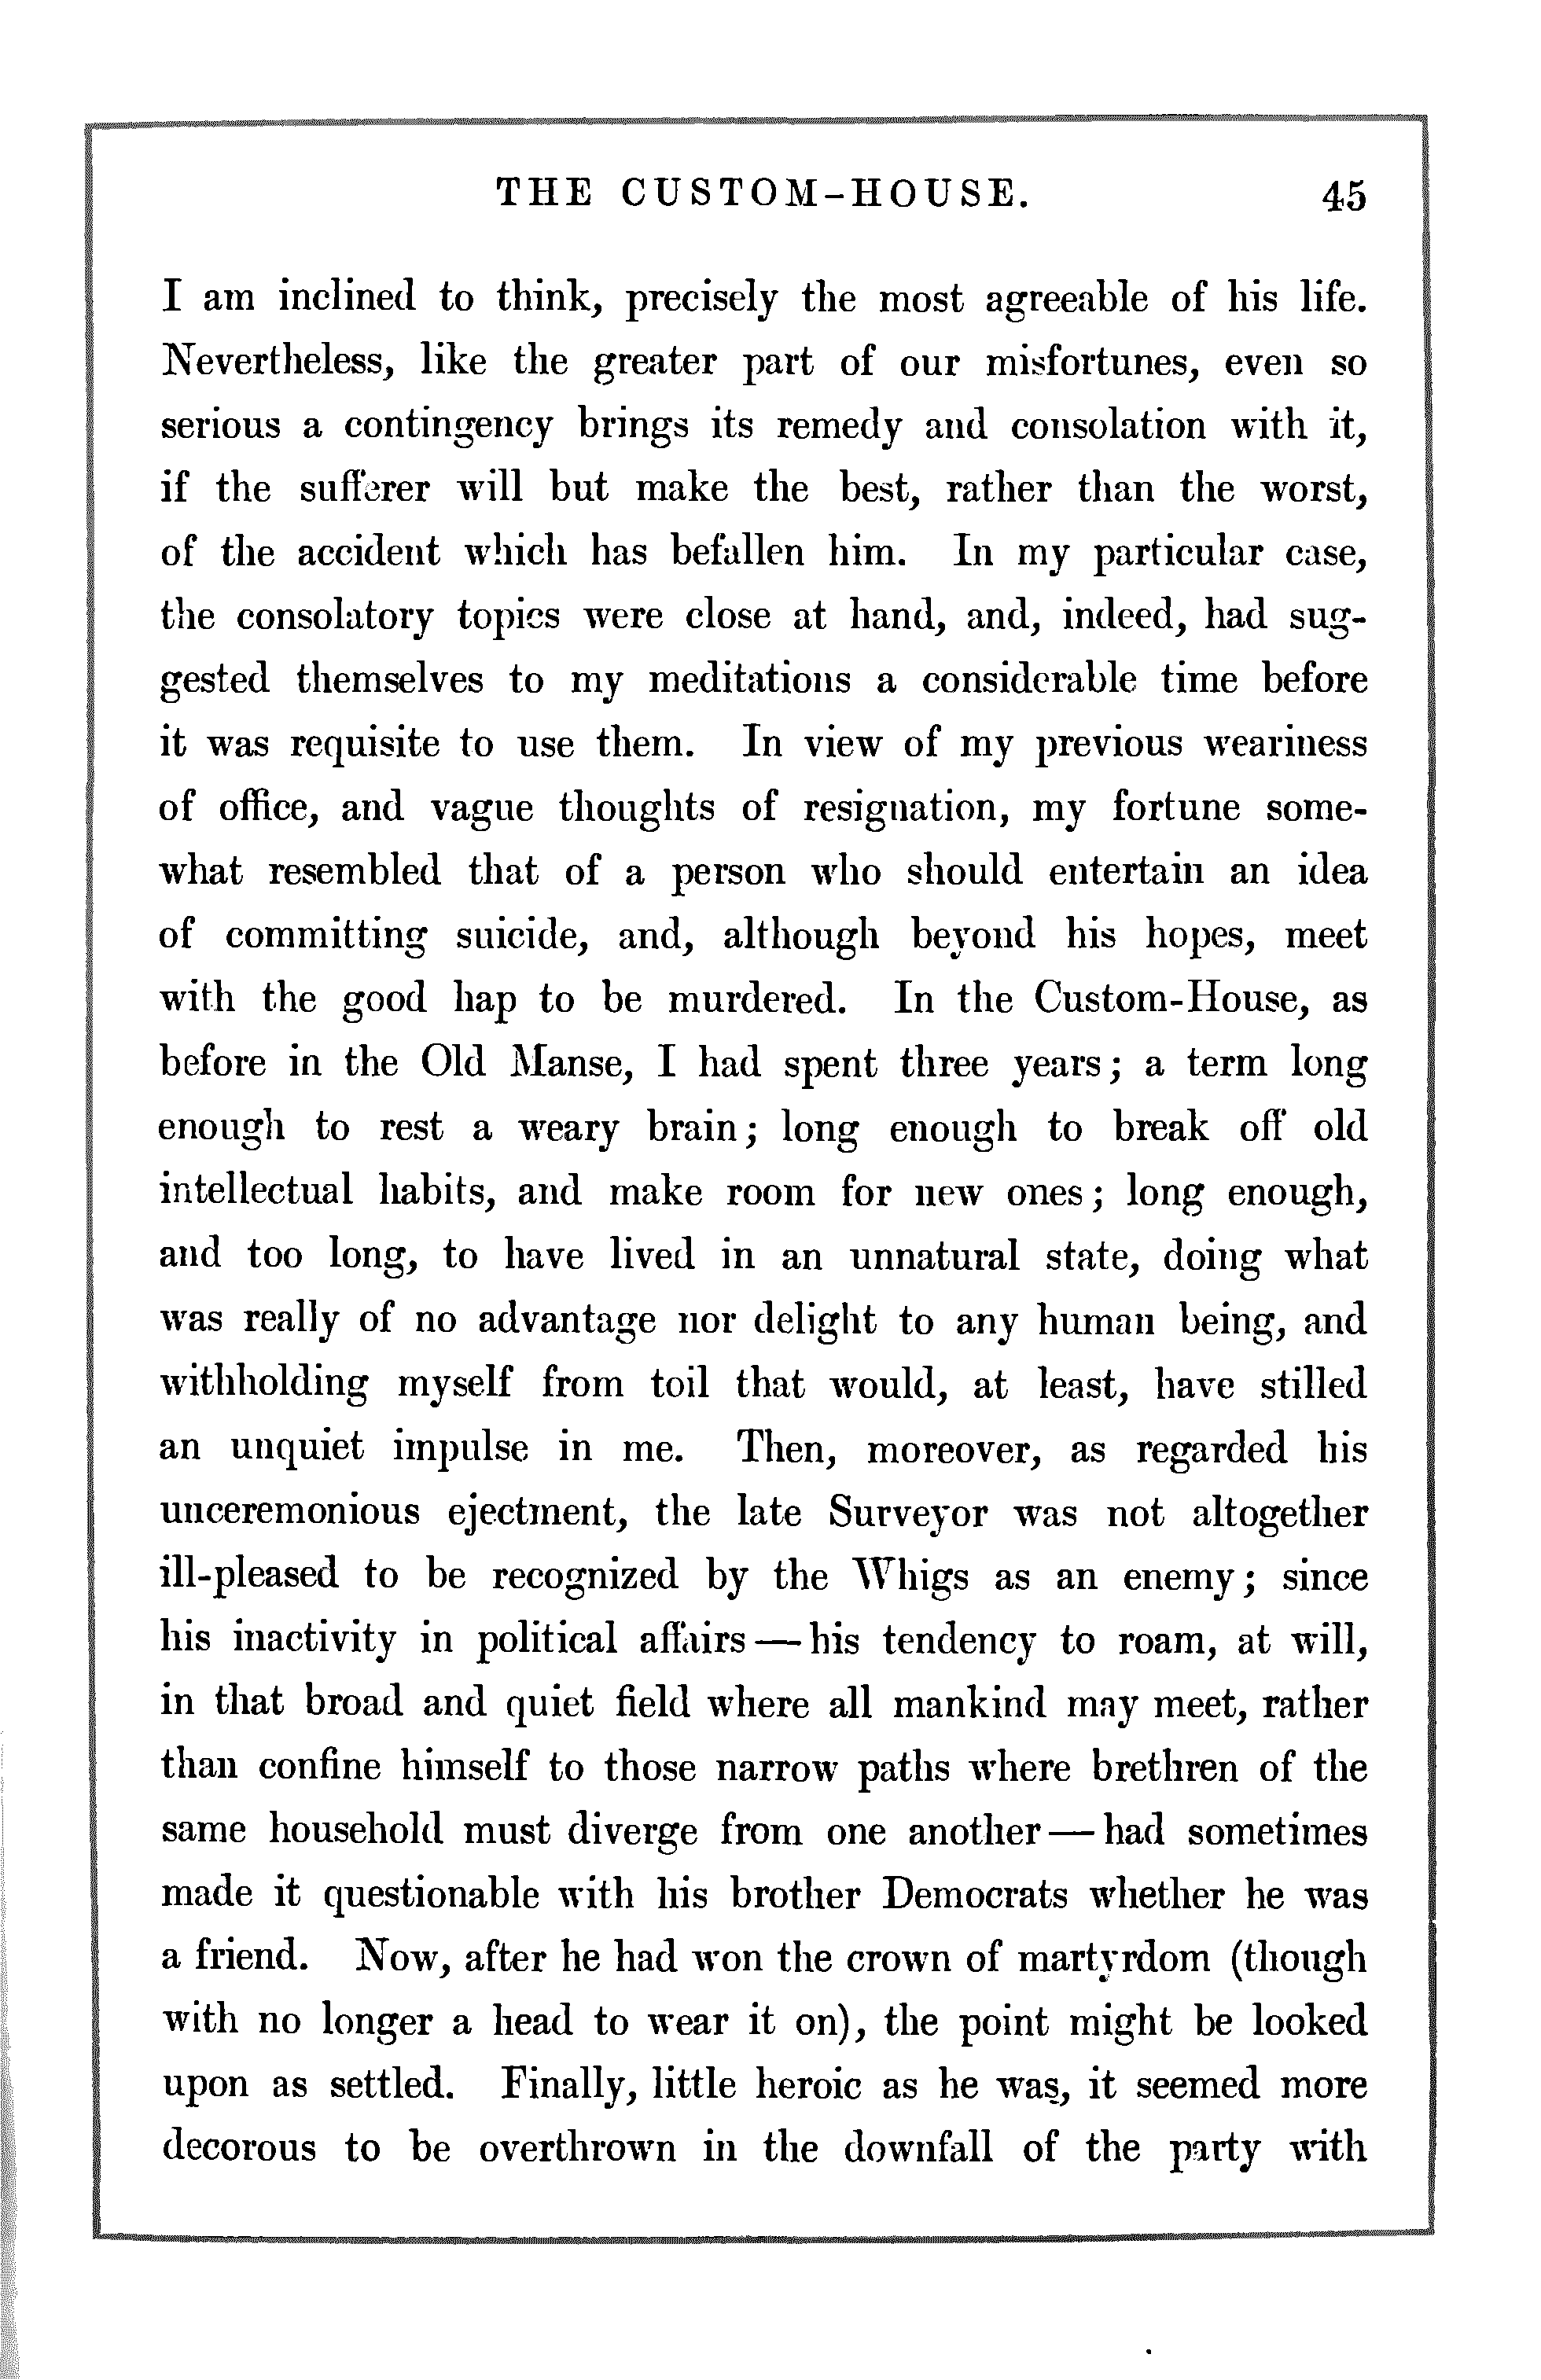 THE CUSTOM-HOUSE. 45
I am inclined to think, precisely the most agreeable of his life.
Nevertheless, like the greater part of our misfortunes, even so
serious a contingency brings its remedy and consolation with it,
if the sufferer will but make the best, rather than the worst,
of the accident which has befallen him. In my particular case,
the consolatory topics were close at hand, and, indeed, had sug-
gested themselves to my meditations a considerable time before
it was requisite to use them. In view of my previous weariness
of office, and vague thoughts of resignation, my fortune some-
what resembled that of a person who should entertain an idea
of committing suicide, and, although beyond his hopes, meet
with the good hap to be murdered. In the Custom-House, as
before in the Old Manse, I had spent three years; a term long
enough to rest a weary brain; long enough to break off old
intellectual habits, and make room for new ones; long enough,
and too long, to have lived in an unnatural state, doing what
was really of no advantage nor delight to any human being, and
withholding myself from toil that would, at least, have stilled
an unquiet impulse in me. Then, moreover, as regarded his
unceremonious ejectment, the late Surveyor was not altogether
ill-pleased to be recognized by the Whigs as an enemy; since
his inactivity in political affairs — his tendency to roam, at will,
in that broad and quiet field where all mankind may meet, rather
than confine himself to those narrow paths where brethren of the
same household must diverge from one another — had sometimes
made it questionable with his brother Democrats whether he was
a friend. Now, after he had won the crown of martyrdom (though
with no longer a head to wear it on), the point might be looked
upon as settled. Finally, little heroic as he was, it seemed more
decorous to be overthrown in the downfall of the party with